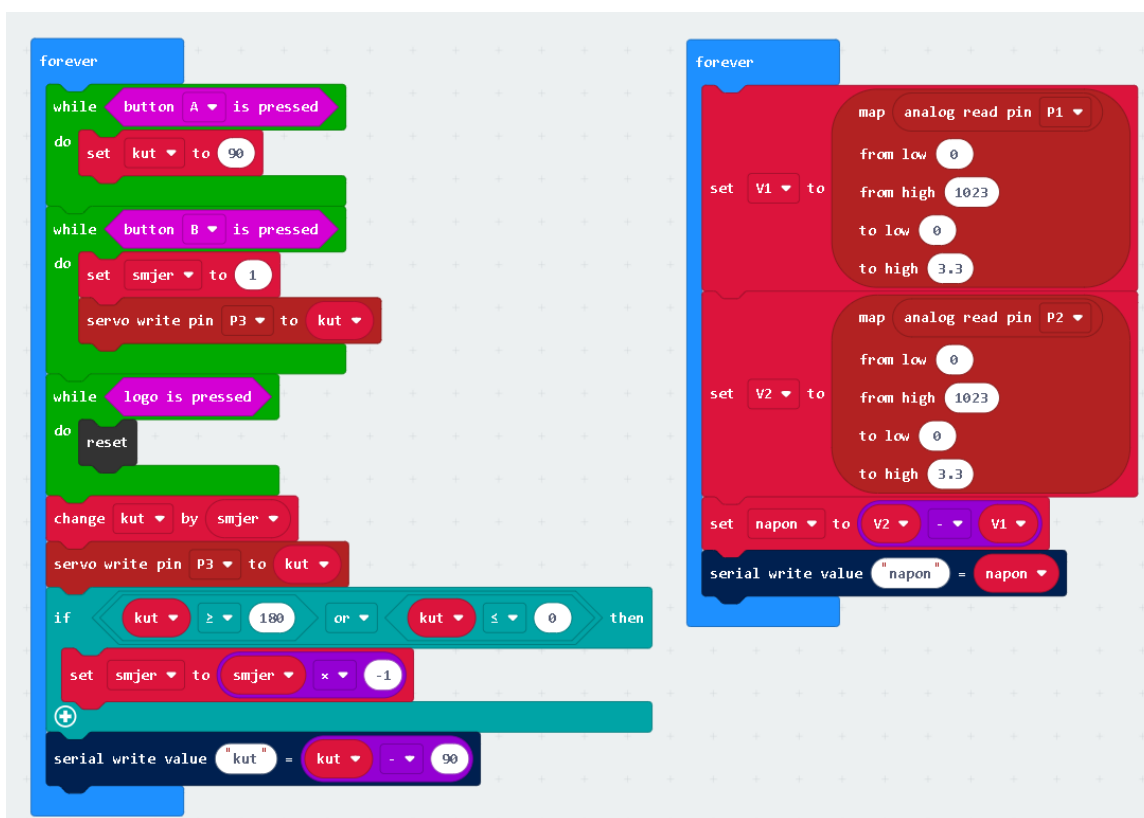 forever
while button A is pressed
do
set kut to 90
while button B is pressed
do
set smjer to 1
servo write pin P3 to kut
while logo is pressed
do
reset
change kut by smjer
servo write pin P3 to kut
if kut ≥ 180 or kut ≤ 0 then
set smjer to smjer × -1
serial write value "kut" = kut - 90
forever
set V1 to map analog read pin P1
from low 0
from high 1023
to low 0
to high 3.3
set V2 to map analog read pin P2
from low 0
from high 1023
to low 0
to high 3.3
set napon to V2 - V1
serial write value "napon" = napon